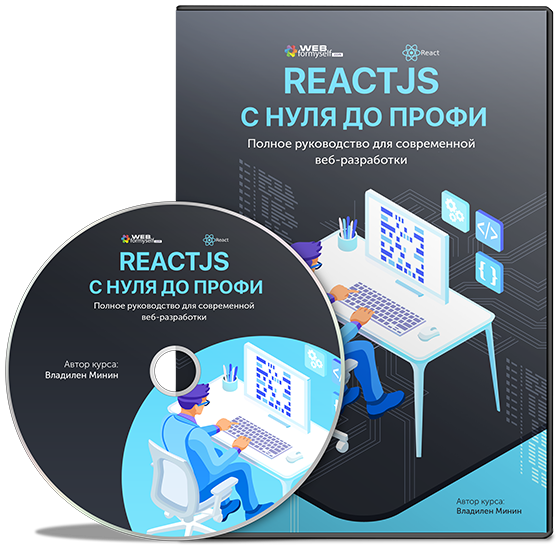 WEB
formyself
.COM
React
REACTJS
С НУЛЯ ДО ПРОФИ
Полное руководство для современной
веб-разработки
Автор курса:
Владилен Минин
WEB
formyself
React
REACTJS
С НУЛЯ ДО ПРОФИ
Полное руководство для современной
веб-разработки
Автор курса:
Владилен Минин